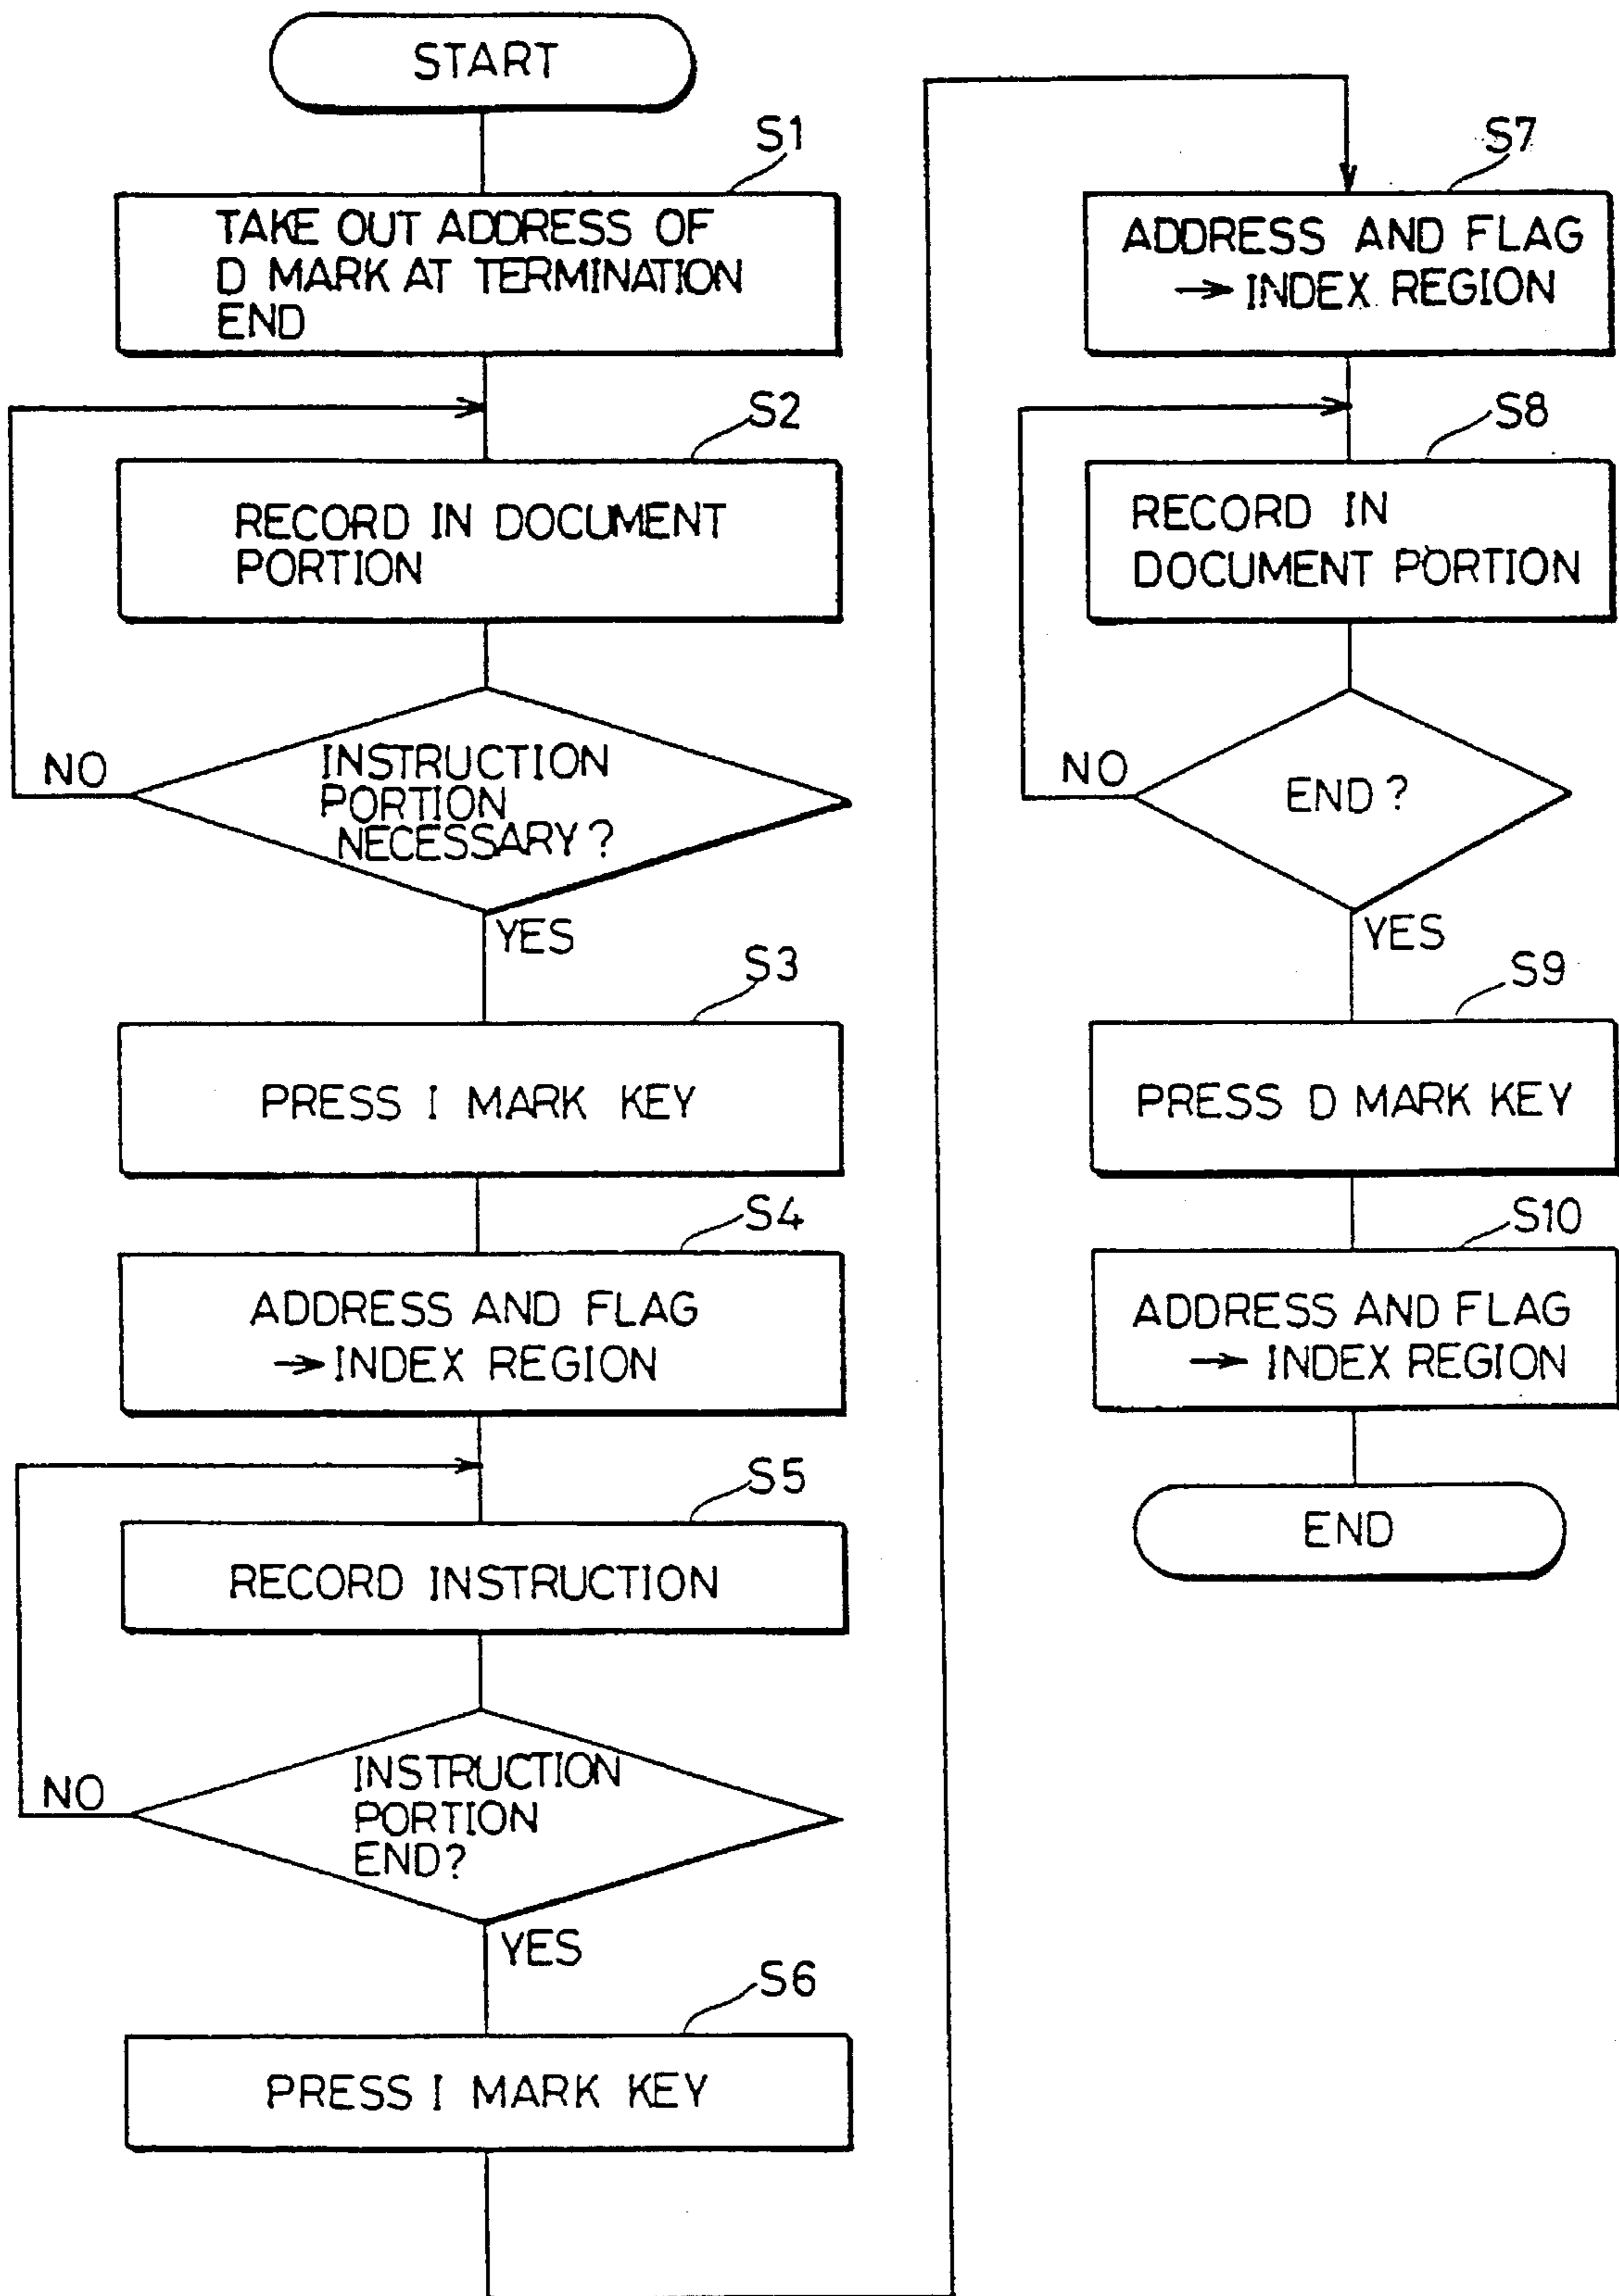 START
S1
TAKE OUT ADDRESS OF
D MARK AT TERMINATION
END
S2
RECORD IN DOCUMENT
PORTION
INSTRUCTION
PORTION
NECESSARY?
NO
YES
S3
PRESS I MARK KEY
S4
ADDRESS AND FLAG
→ INDEX REGION
S5
RECORD INSTRUCTION
INSTRUCTION
PORTION
END?
NO
YES
S6
PRESS I MARK KEY
S7
ADDRESS AND FLAG
→ INDEX REGION
S8
RECORD IN
DOCUMENT PORTION
END?
NO
YES
S9
PRESS D MARK KEY
S10
ADDRESS AND FLAG
→ INDEX REGION
END